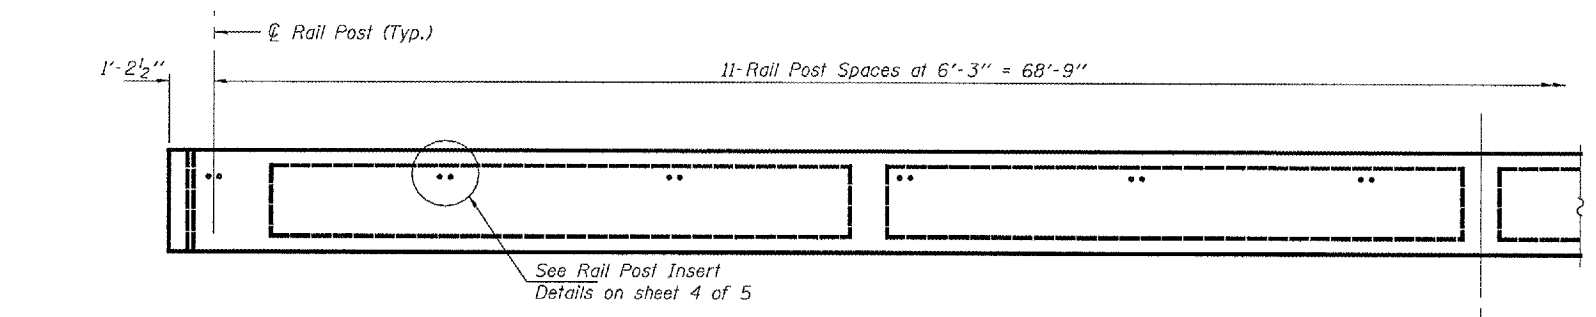 ℄ Rail Post (Typ.)
1'-2½"
11-Rail Post Spaces at 6'-3" = 68'-9"
See Rail Post Insert
Details on sheet 4 of 5